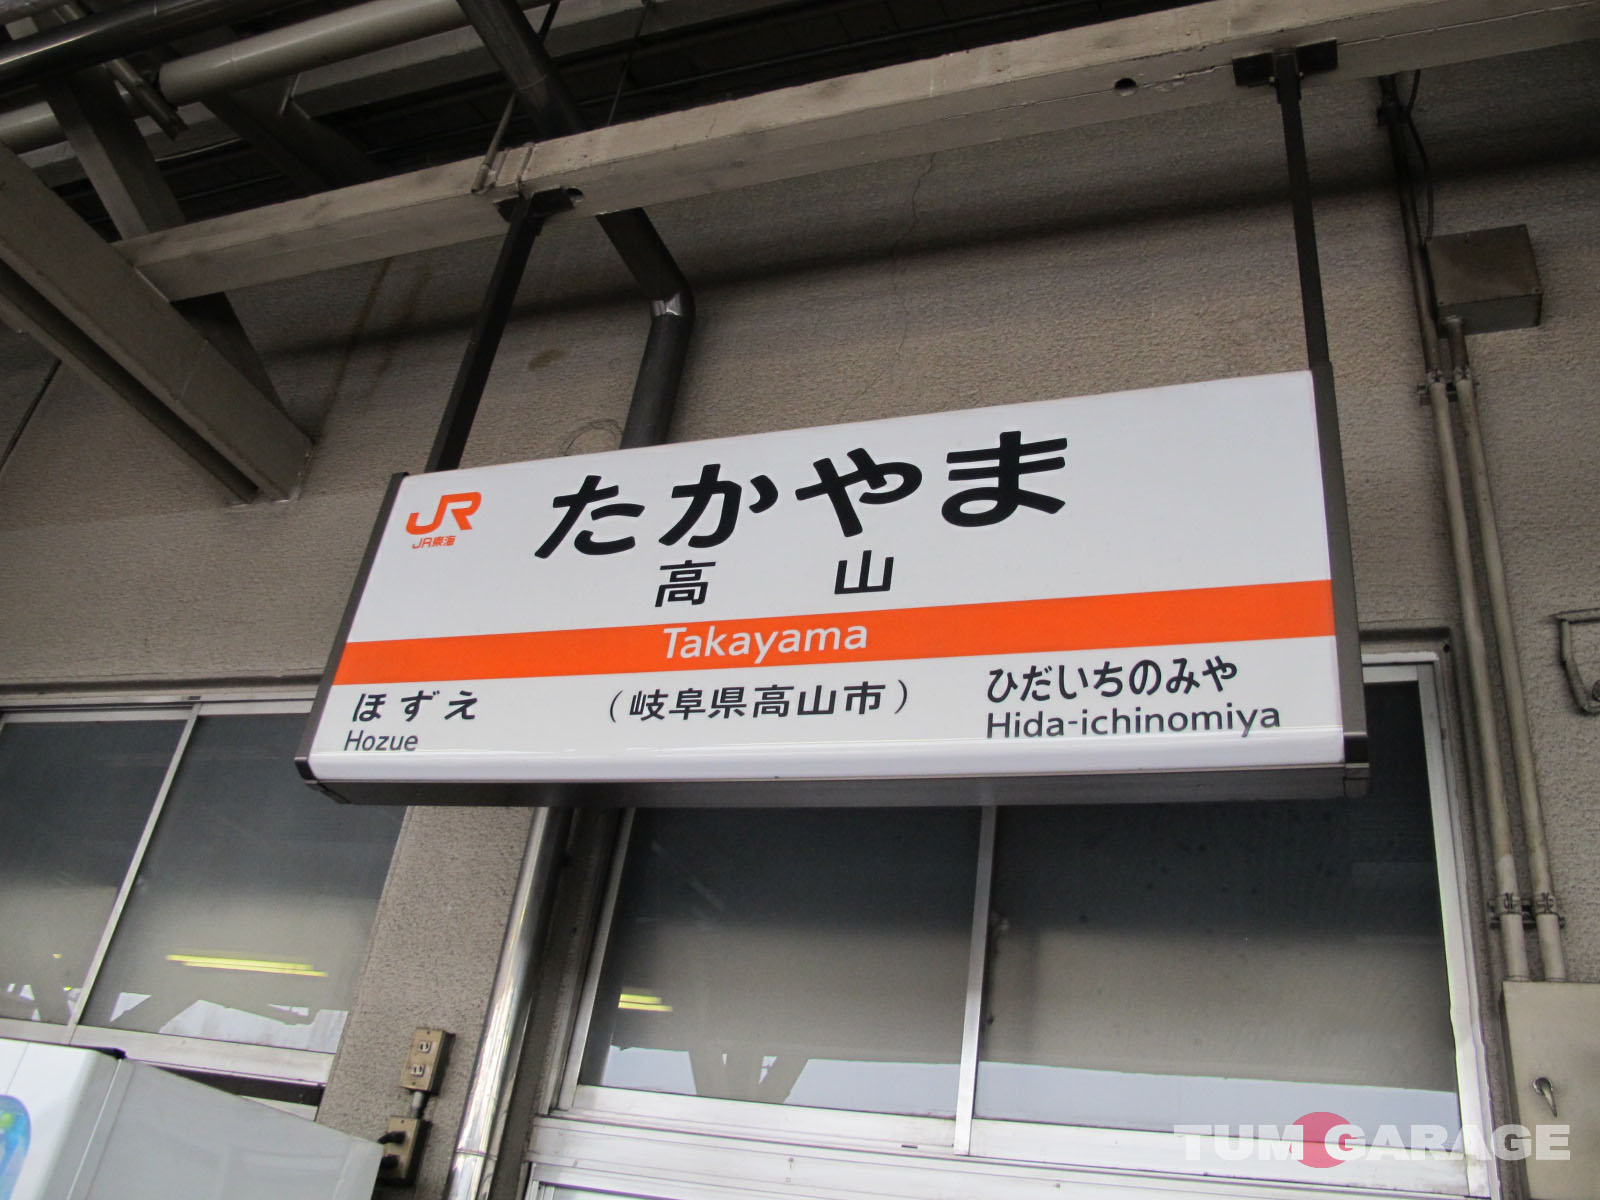 JR
JR東海
たかやま
高山
Takayama
ほずえ
Hozue
（岐阜県高山市）
ひだいちのみや
Hida-ichinomiya
TUM GARAGE